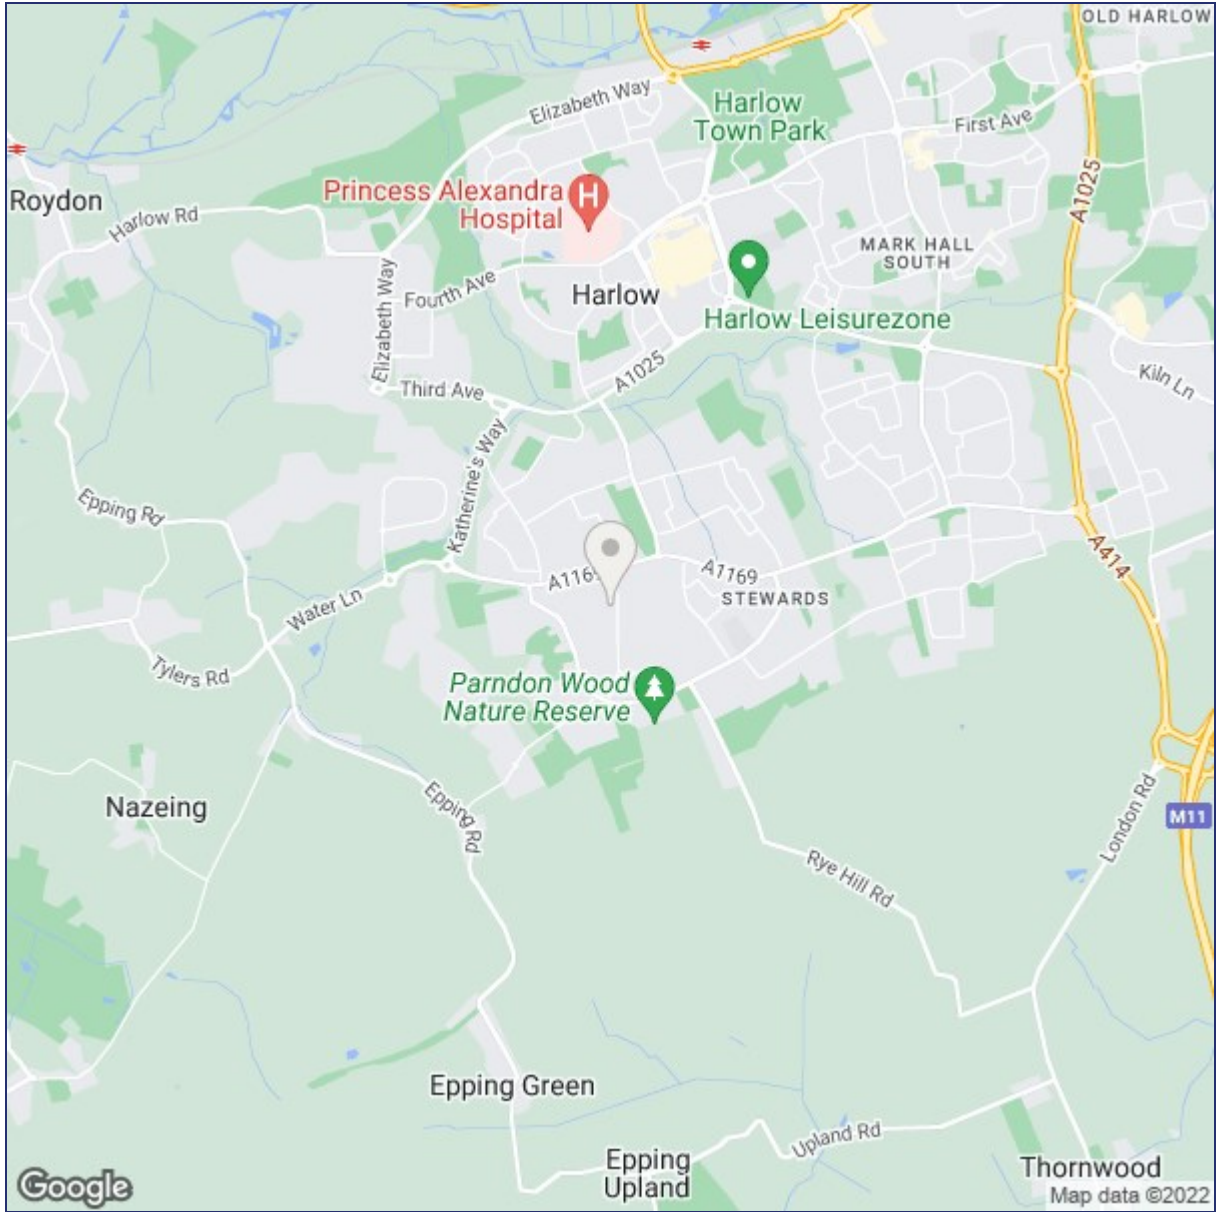 OLD HARLOW
Elizabeth Way
Harlow
Town Park
First Ave
Princess Alexandra
Hospital
H
A1025
Roydon
Harlow Rd
MARK HALL
SOUTH
Elizabeth Way
Fourth Ave
Harlow
Harlow Leisurezone
A1025
Kiln Ln
Third Ave
Katherine's Way
Epping Rd
A414
A1169
A1169
STEWARDS
Water Ln
Tylers Rd
Parndon Wood
Nature Reserve
Nazeing
Epping Rd
M11
London Rd
Rye Hill Rd
Epping Green
Upland Rd
Epping
Upland
Thornwood
Google
Map data ©2022